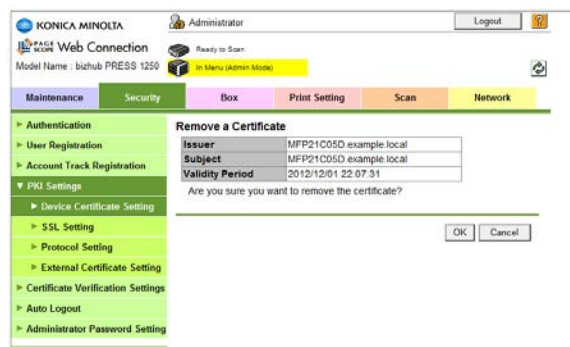 KONICA MINOLTA
Administrator
Logout
?
PAGE SCOPE Web Connection
Ready to Scan
Model Name : bizhub PRESS 1250
In Menu (Admin Mode)
Maintenance
Security
Box
Print Setting
Scan
Network
Authentication
User Registration
Account Track Registration
PKI Settings
Device Certificate Setting
SSL Setting
Protocol Setting
External Certificate Setting
Certificate Verification Settings
Auto Logout
Administrator Password Setting
Remove a Certificate
Issuer MFP21C05D.example.local
Subject MFP21C05D.example.local
Validity Period 2012/12/01 22:07:31
Are you sure you want to remove the certificate?
OK Cancel